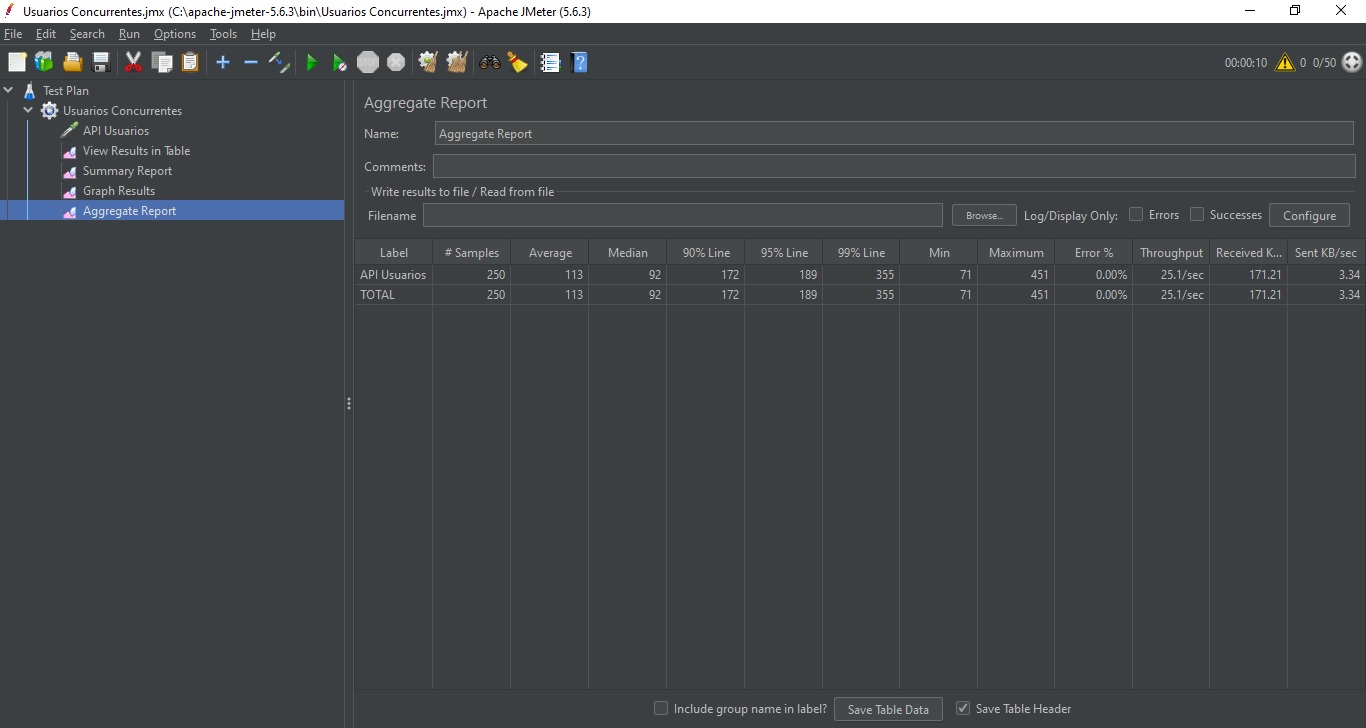 Usuarios Concurrentes.jmx (C:\apache-jmeter-5.6.3\bin\Usuarios Concurrentes.jmx) - Apache JMeter (5.6.3)
File Edit Search Run Options Tools Help
STOP 00:00:10 0 0/50
Test Plan
Usuarios Concurrentes
API Usuarios
View Results in Table
Summary Report
Graph Results
Aggregate Report
Aggregate Report
Name: Aggregate Report
Comments:
Write results to file / Read from file
Filename Browse... Log/Display Only: Errors Successes Configure
Label # Samples Average Median 90% Line 95% Line 99% Line Min Maximum Error % Throughput Received K... Sent KB/sec
API Usuarios 250 113 92 172 189 355 71 451 0.00% 25.1/sec 171.21 3.34
TOTAL 250 113 92 172 189 355 71 451 0.00% 25.1/sec 171.21 3.34
Include group name in label? Save Table Data Save Table Header